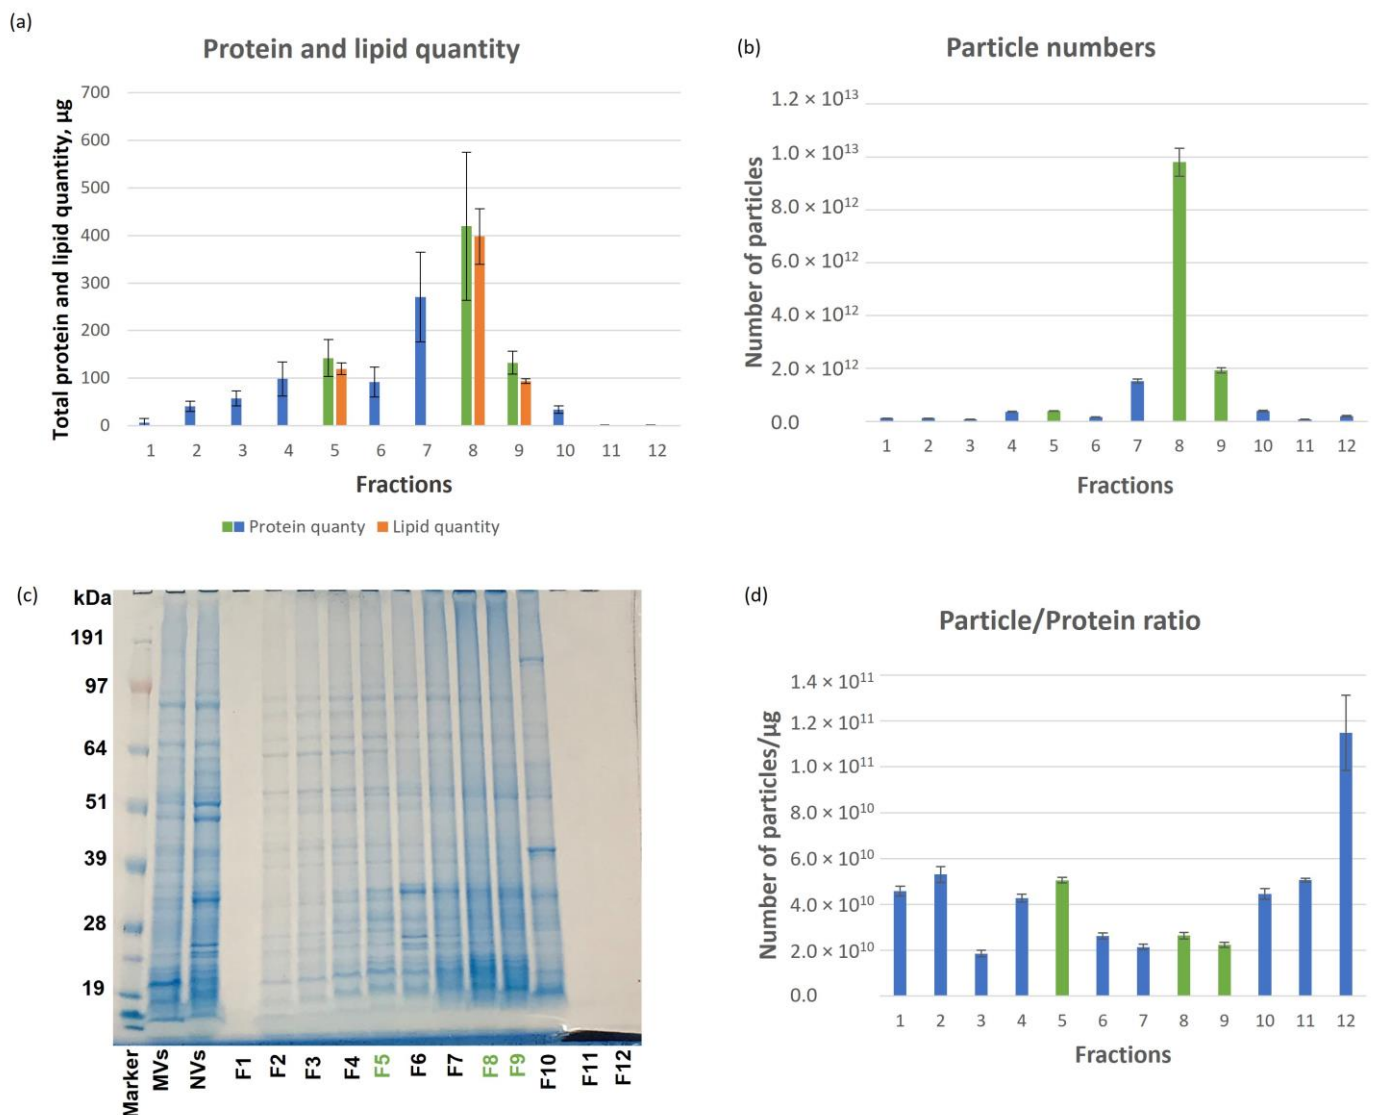 (a)
Protein and lipid quantity
Total protein and lipid quantity, µg
700
600
500
400
300
200
100
0
1 2 3 4 5 6 7 8 9 10 11 12
Fractions
Protein quanty Lipid quantity
(b)
Particle numbers
Number of particles
1.2 × 10¹³
1.0 × 10¹³
8.0 × 10¹²
6.0 × 10¹²
4.0 × 10¹²
2.0 × 10¹²
0.0
1 2 3 4 5 6 7 8 9 10 11 12
Fractions
(c)
kDa
191
97
64
51
39
28
19
Marker MVs NVs F1 F2 F3 F4 F5 F6 F7 F8 F9 F10 F11 F12
(d)
Particle/Protein ratio
Number of particles/µg
1.4 × 10¹¹
1.2 × 10¹¹
1.0 × 10¹¹
8.0 × 10¹⁰
6.0 × 10¹⁰
4.0 × 10¹⁰
2.0 × 10¹⁰
0.0
1 2 3 4 5 6 7 8 9 10 11 12
Fractions